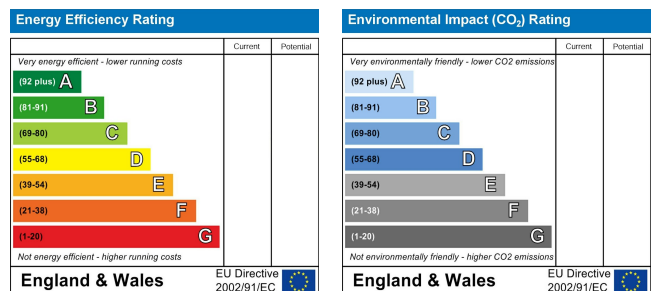 Energy Efficiency Rating
Current Potential
Very energy efficient - lower running costs
(92 plus) A
(81-91) B
(69-80) C
(55-68) D
(39-54) E
(21-38) F
(1-20) G
Not energy efficient - higher running costs
England & Wales
EU Directive
2002/91/EC
Environmental Impact (CO₂) Rating
Current Potential
Very environmentally friendly - lower CO2 emissions
(92 plus) A
(81-91) B
(69-80) C
(55-68) D
(39-54) E
(21-38) F
(1-20) G
Not environmentally friendly - higher CO2 emissions
England & Wales
EU Directive
2002/91/EC